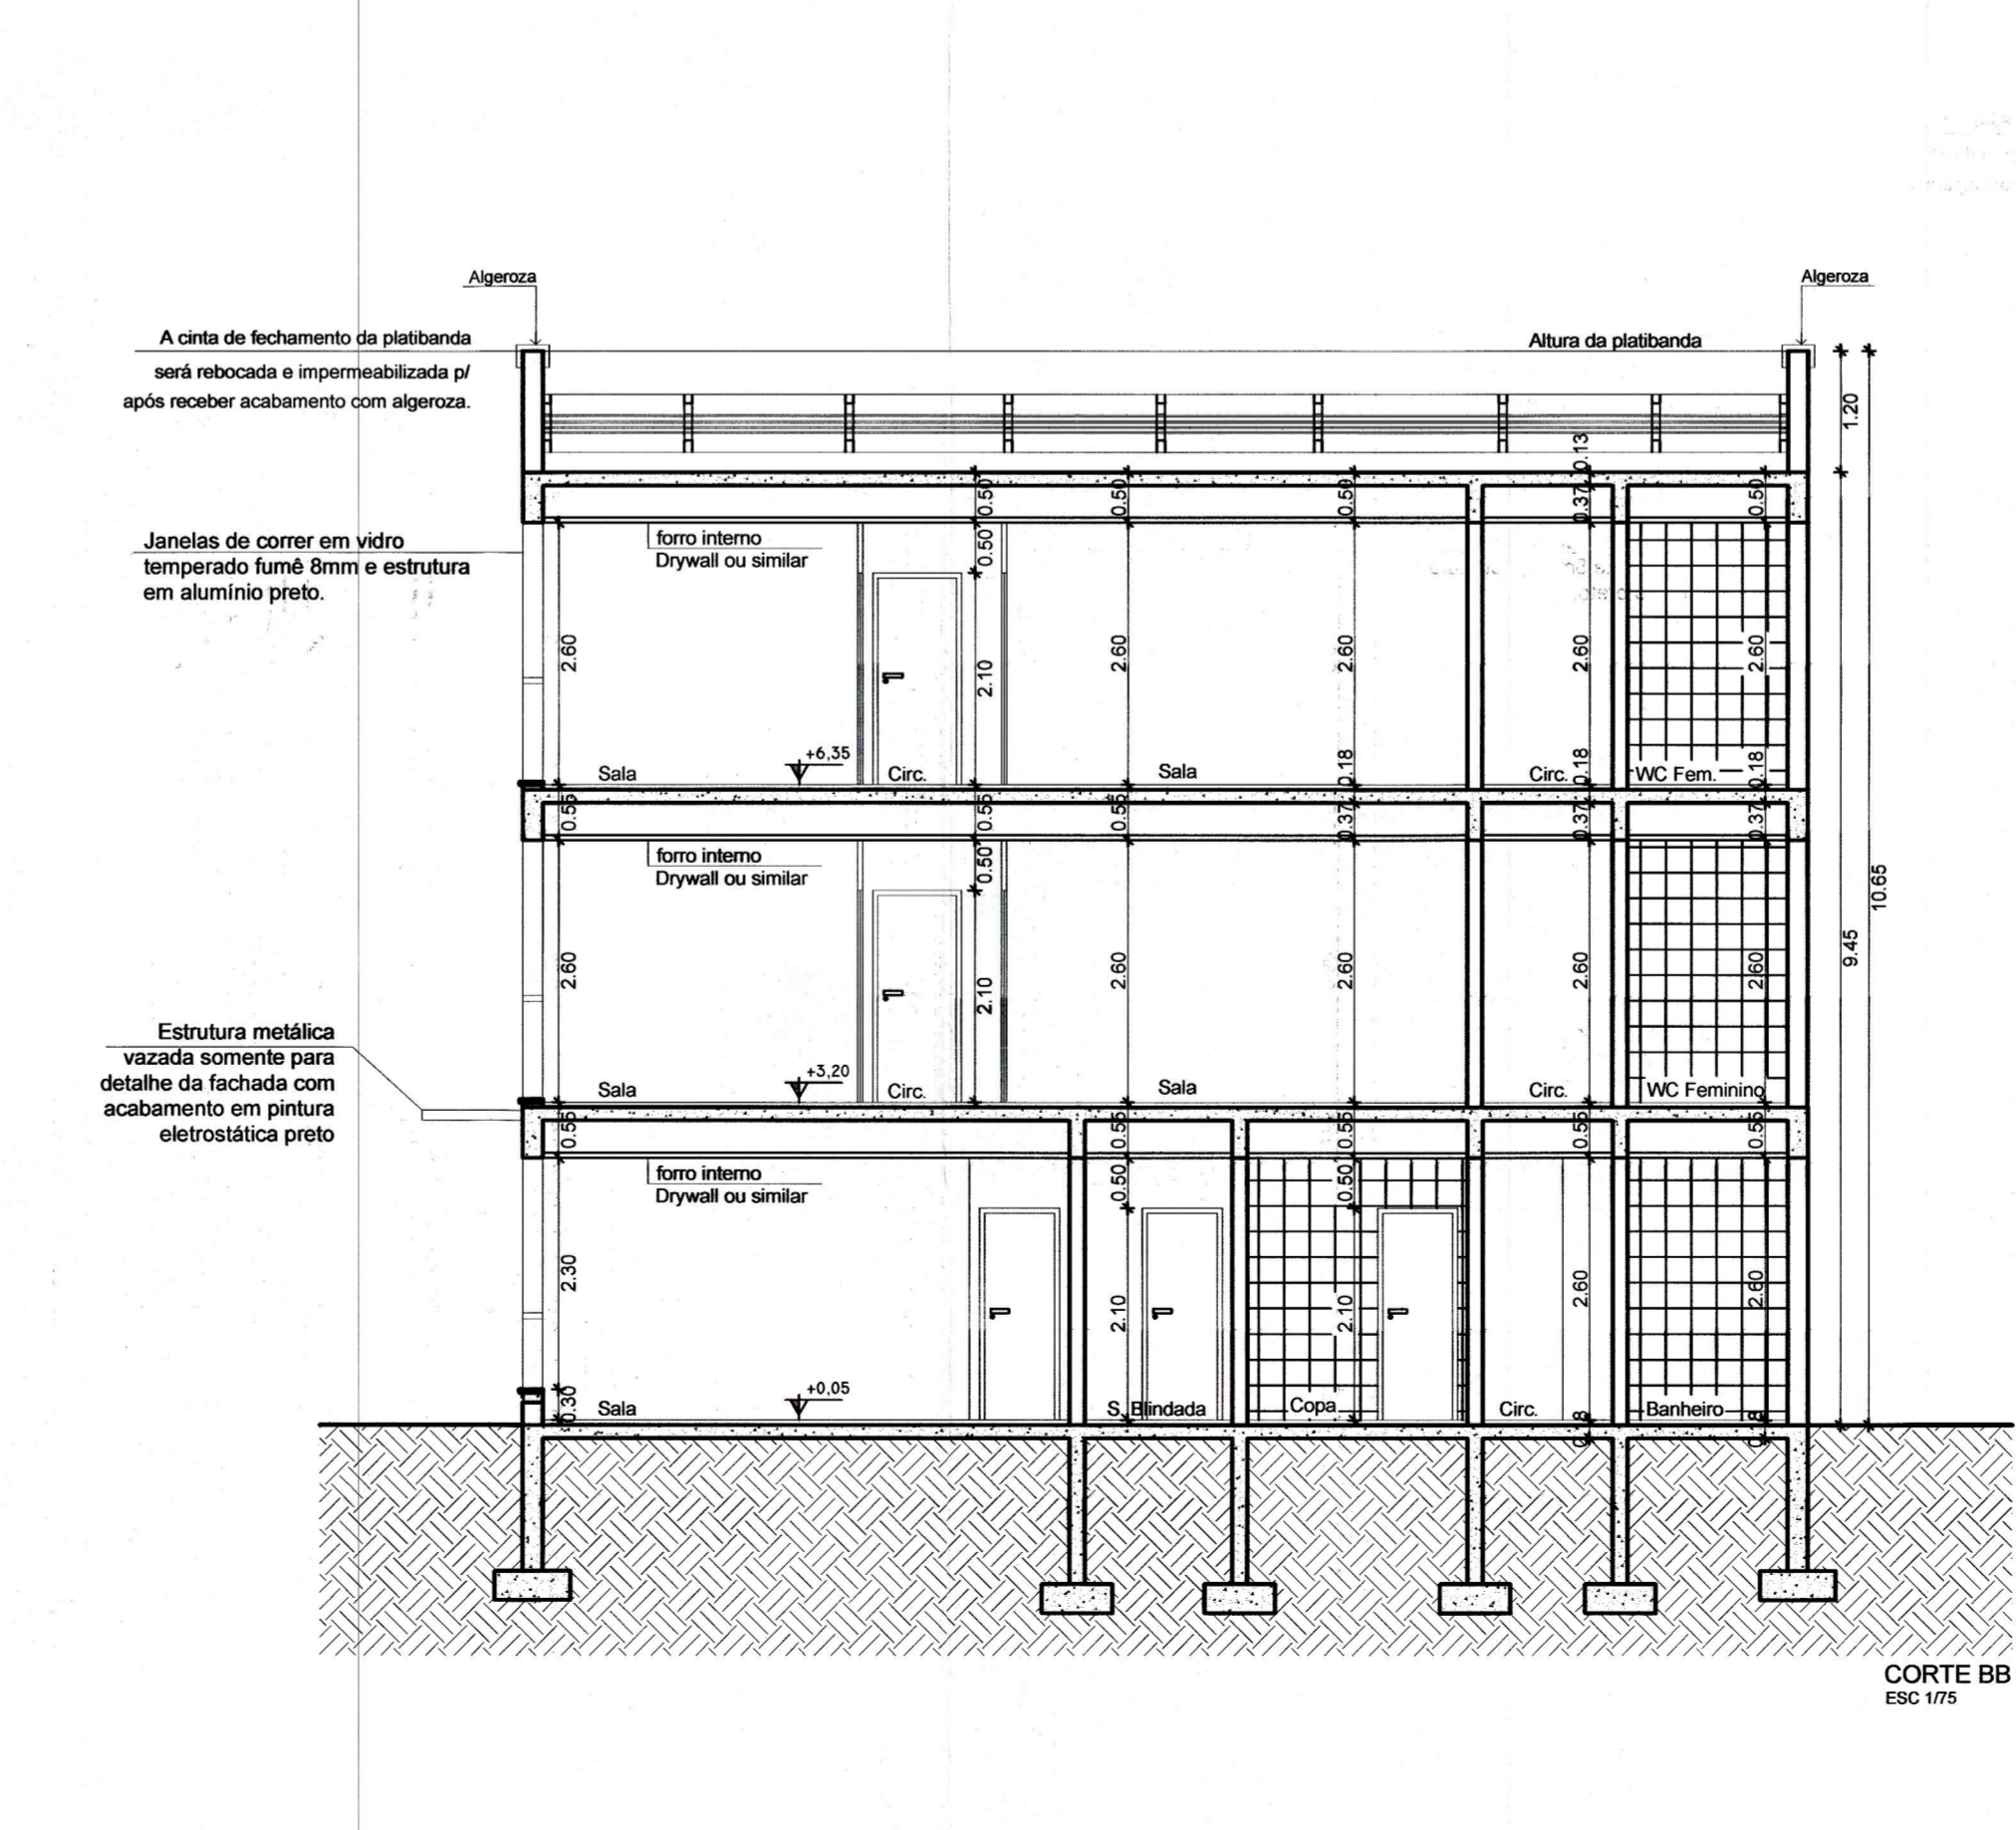 Algeroza
Algeroza
A cinta de fechamento da platibanda
será rebocada e impermeabilizada p/
após receber acabamento com algeroza.
Altura da platibanda
1.20
0.13
0.50
0.50
0.50
0.37
0.50
Janelas de correr em vidro
temperado fumê 8mm e estrutura
em alumínio preto.
forro interno
Drywall ou similar
0.50
2.60
2.10
2.60
2.60
2.60
2.60
+6,35
Sala
Circ.
Sala
0.18
Circ.
0.18
WC Fem.
0.18
0.55
0.55
0.55
0.37
0.37
0.37
forro interno
Drywall ou similar
0.50
10.65
9.45
2.60
2.10
2.60
2.60
2.60
2.60
Estrutura metálica
vazada somente para
detalhe da fachada com
acabamento em pintura
eletrostática preto
+3,20
Sala
Circ.
Sala
Circ.
WC Feminino
0.55
0.55
0.55
0.55
0.55
forro interno
Drywall ou similar
0.50
0.50
2.30
2.10
2.10
2.60
2.60
+0,05
0.30
Sala
S. Blindada
Copa
Circ.
Banheiro
CORTE BB
ESC 1/75